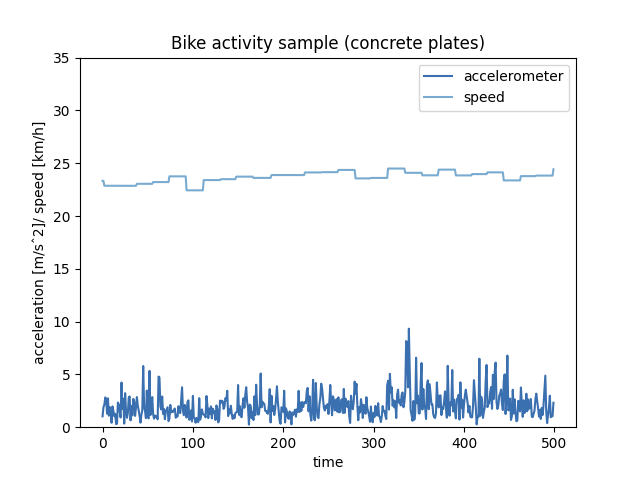 Bike activity sample (concrete plates)
accelerometer
speed
acceleration [m/sˆ2]/ speed [km/h]
35
30
25
20
15
10
5
0
0 100 200 300 400 500
time